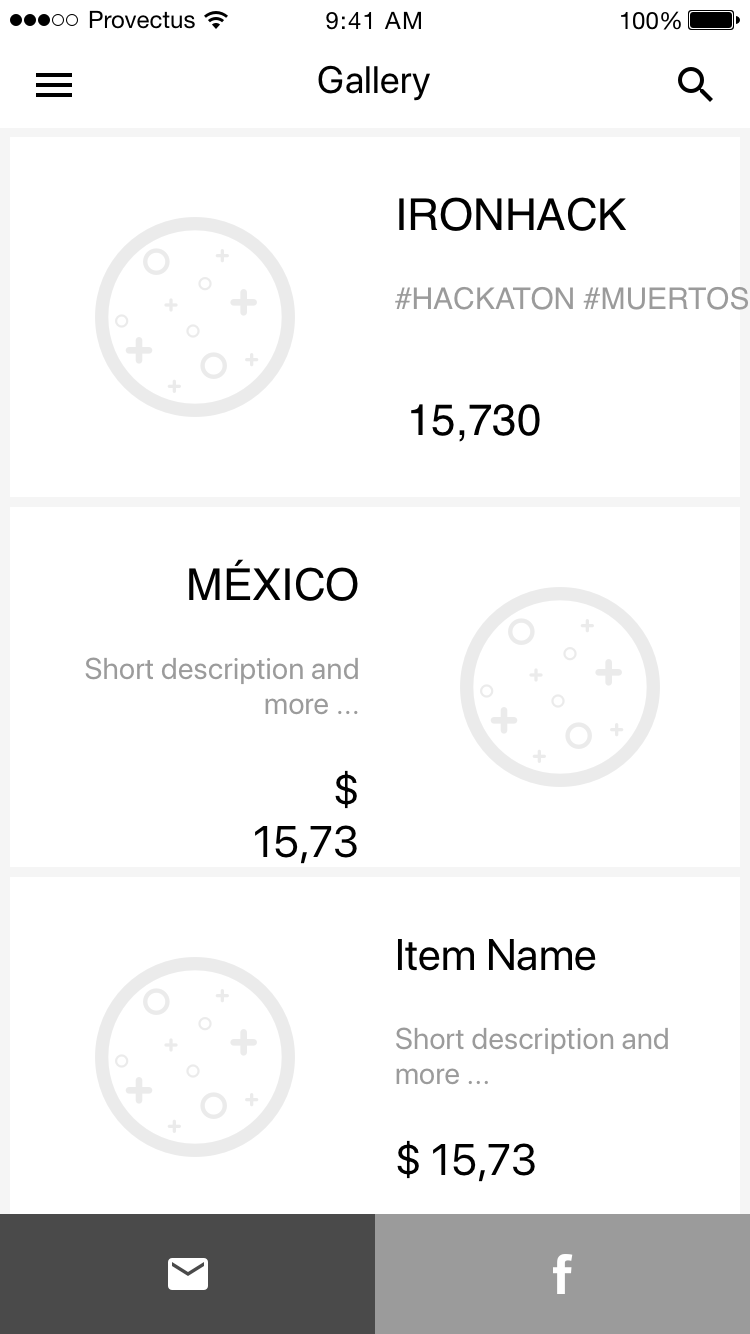 Provectus 9:41 AM 100%
Gallery
IRONHACK
#HACKATON #MUERTOS
15,730
MÉXICO
Short description and
more ...
$
15,73
Item Name
Short description and
more ...
$ 15,73
f